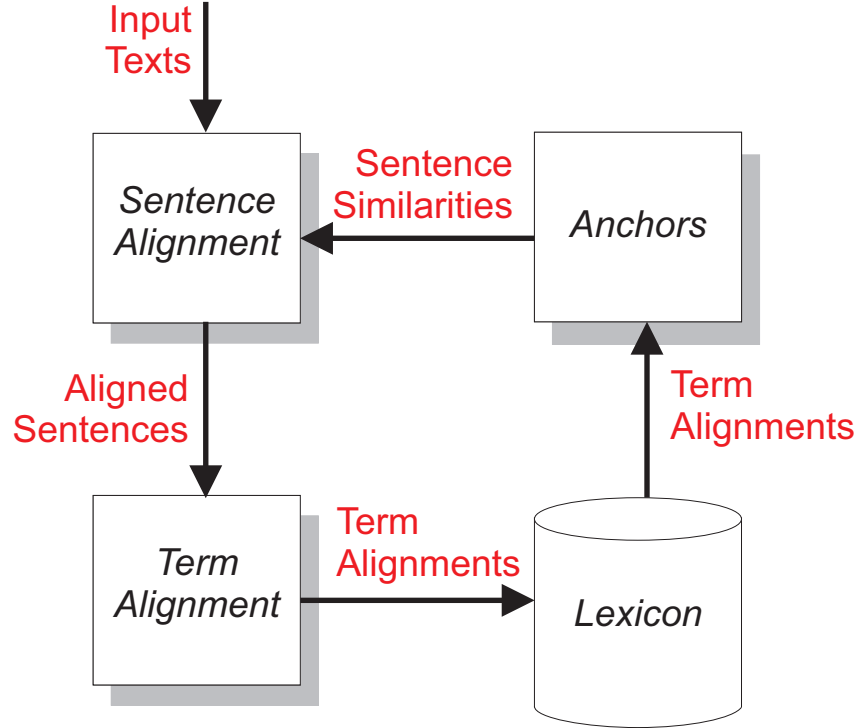 Input
Texts
Sentence
Alignment
Sentence
Similarities
Anchors
Aligned
Sentences
Term
Alignments
Term
Alignment
Term
Alignments
Lexicon